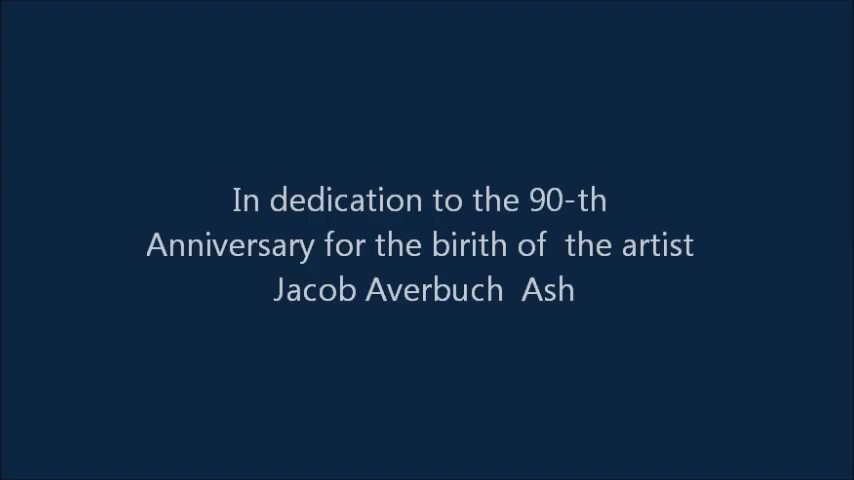 In dedication to the 90-th
Anniversary for the birith of  the artist
Jacob Averbuch  Ash